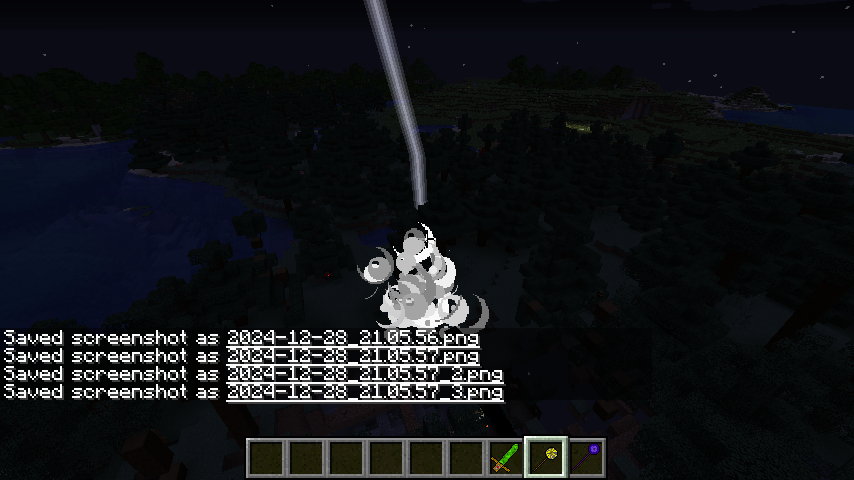 Saved screenshot as 2024-12-28_21.05.56.png
Saved screenshot as 2024-12-28_21.05.57.png
Saved screenshot as 2024-12-28_21.05.57_2.png
Saved screenshot as 2024-12-28_21.05.57_3.png